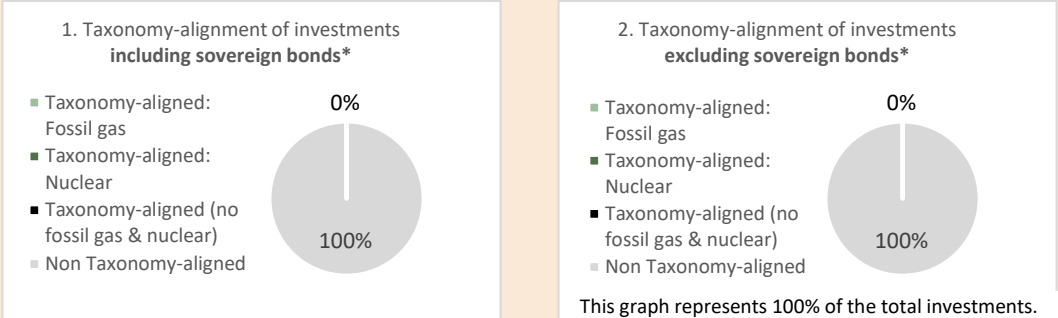 1. Taxonomy-alignment of investments
including sovereign bonds*
Taxonomy-aligned:
Fossil gas
Taxonomy-aligned:
Nuclear
Taxonomy-aligned (no
fossil gas & nuclear)
Non Taxonomy-aligned
0%
100%
2. Taxonomy-alignment of investments
excluding sovereign bonds*
Taxonomy-aligned:
Fossil gas
Taxonomy-aligned:
Nuclear
Taxonomy-aligned (no
fossil gas & nuclear)
Non Taxonomy-aligned
0%
100%
This graph represents 100% of the total investments.